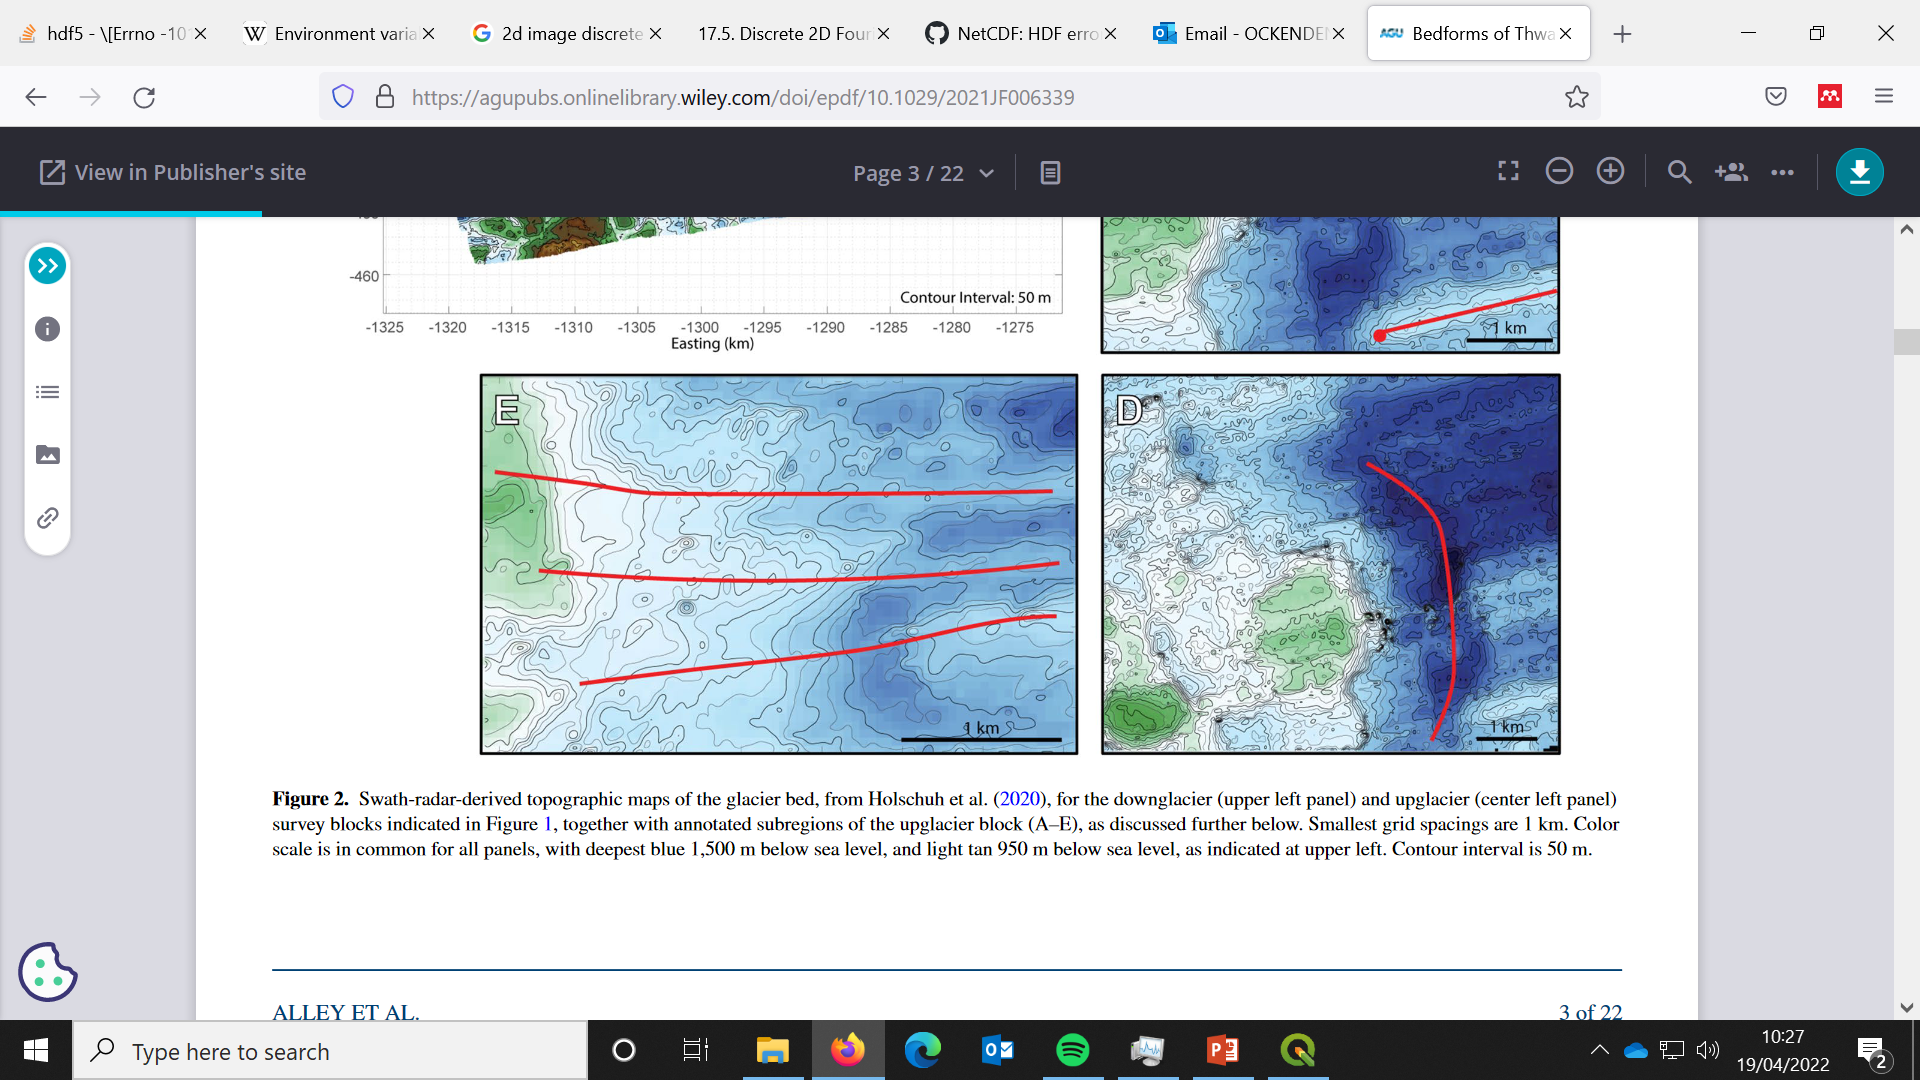 hdf5 - \[Errno -10
Environment varia
2d image discrete
17.5. Discrete 2D Four
NetCDF: HDF erro
Email - OCKENDEN
AGU
Bedforms of Thwa
https://agupubs.onlinelibrary.wiley.com/doi/epdf/10.1029/2021JF006339
View in Publisher's site
Page 3 / 22
-460
Contour Interval: 50 m
-1325 -1320 -1315 -1310 -1305 -1300 -1295 -1290 -1285 -1280 -1275
Easting (km)
1 km
E
1 km
D
1 km
Figure 2. Swath-radar-derived topographic maps of the glacier bed, from Holschuh et al. (2020), for the downglacier (upper left panel) and upglacier (center left panel)
survey blocks indicated in Figure 1, together with annotated subregions of the upglacier block (A–E), as discussed further below. Smallest grid spacings are 1 km. Color
scale is in common for all panels, with deepest blue 1,500 m below sea level, and light tan 950 m below sea level, as indicated at upper left. Contour interval is 50 m.
ALLEY ET AL.
3 of 22
Type here to search
10:27
19/04/2022
2